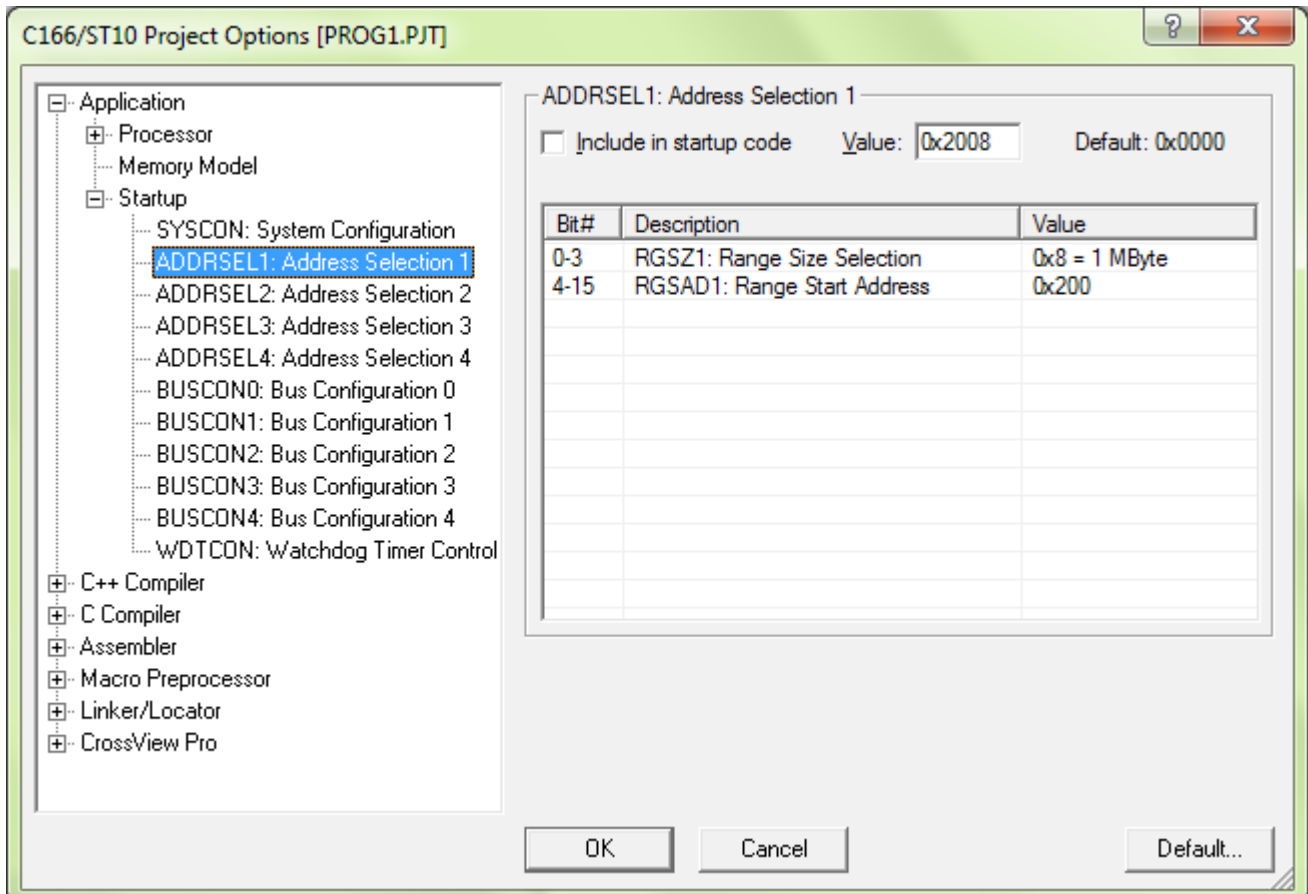 C166/ST10 Project Options [PROG1.PJT]
Application
Processor
Memory Model
Startup
SYSCON: System Configuration
ADDRSEL1: Address Selection 1
ADDRSEL2: Address Selection 2
ADDRSEL3: Address Selection 3
ADDRSEL4: Address Selection 4
BUSCON0: Bus Configuration 0
BUSCON1: Bus Configuration 1
BUSCON2: Bus Configuration 2
BUSCON3: Bus Configuration 3
BUSCON4: Bus Configuration 4
WDTCON: Watchdog Timer Control
C++ Compiler
C Compiler
Assembler
Macro Preprocessor
Linker/Locator
CrossView Pro
ADDRSEL1: Address Selection 1
Include in startup code Value: 0x2008 Default: 0x0000
Bit# Description Value
0-3 RGSZ1: Range Size Selection 0x8 = 1 MByte
4-15 RGSAD1: Range Start Address 0x200
OK Cancel Default...